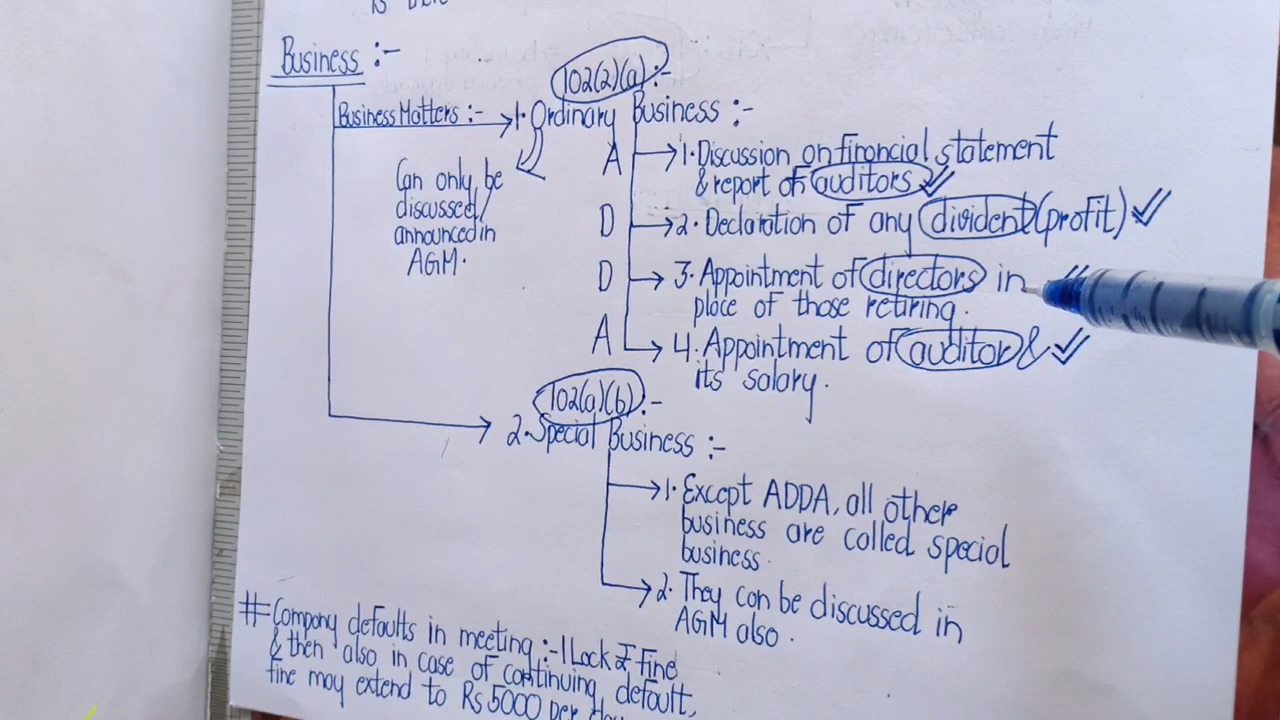 is
Business :-
102(2)(a) :-
Business Matters :- 1. Ordinary Business :-
Can only be
discussed/
announced in
AGM.
A 1. Discussion on financial statement
& report of auditors
D 2. Declaration of any divident (profit)
D 3. Appointment of directors in
place of those retiring.
A 4. Appointment of auditor &
its salary.
102(a)(b) :-
2. Special Business :-
1. Except ADDA, all other
business are called special
business.
2. They can be discussed in
AGM also.
# Company defaults in meeting :- 1 Lack ₹ Fine
& then also in case of continuing default,
fine may extend to Rs 5000 per